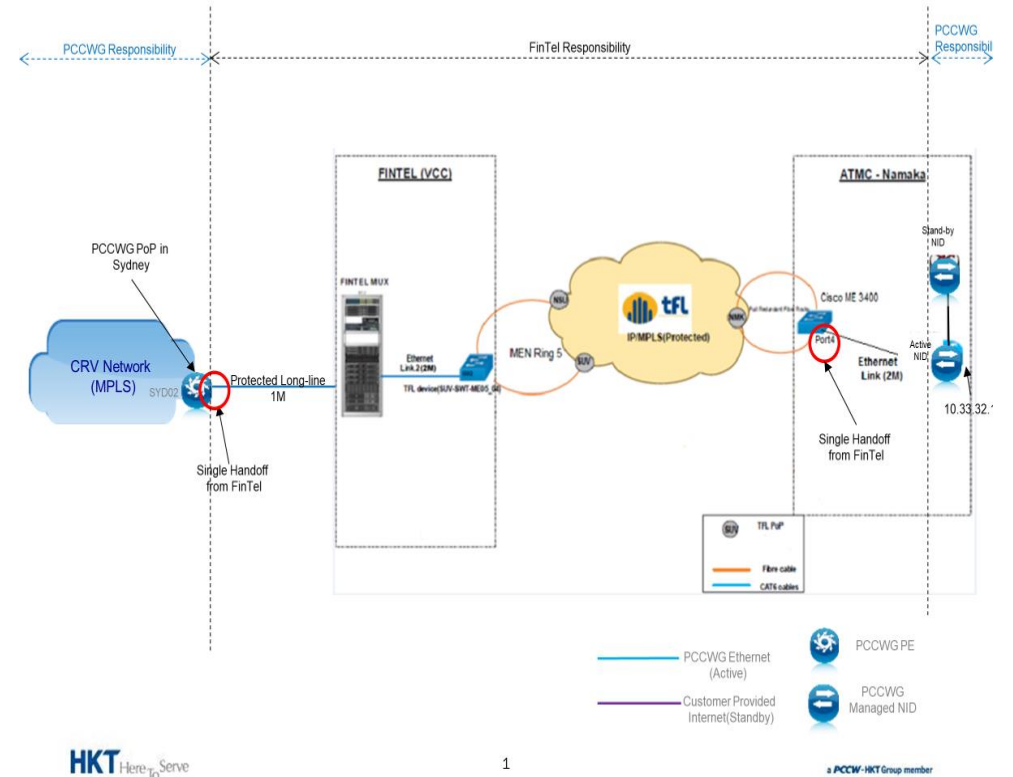 PCCWG Responsibility
FinTel Responsibility
PCCWG
Responsibil
FINTEL (VCC)
ATMC - Namaka
PCCWG PoP in
Sydney
FINTEL MUX
Stand-by
NID
NSU
tfl
IP/MPLS(Protected)
NMK
Cisco ME 3400
Port4
Active
NID
CRV Network
(MPLS)
SYD02
Protected Long-line
1M
Ethernet
Link 2(2M)
MEN Ring 5
SUV
TFL device(SUV-SWT-ME05_04)
Ethernet
Link (2M)
10.33.32.1
Single Handoff
from FinTel
Single Handoff
from FinTel
SUV
TFL PoP
Fibre cable
CAT6 cables
PCCWG Ethernet
(Active)
PCCWG PE
Customer Provided
Internet(Standby)
PCCWG
Managed NID
HKT Here To Serve
1
a PCCW-HKT Group member